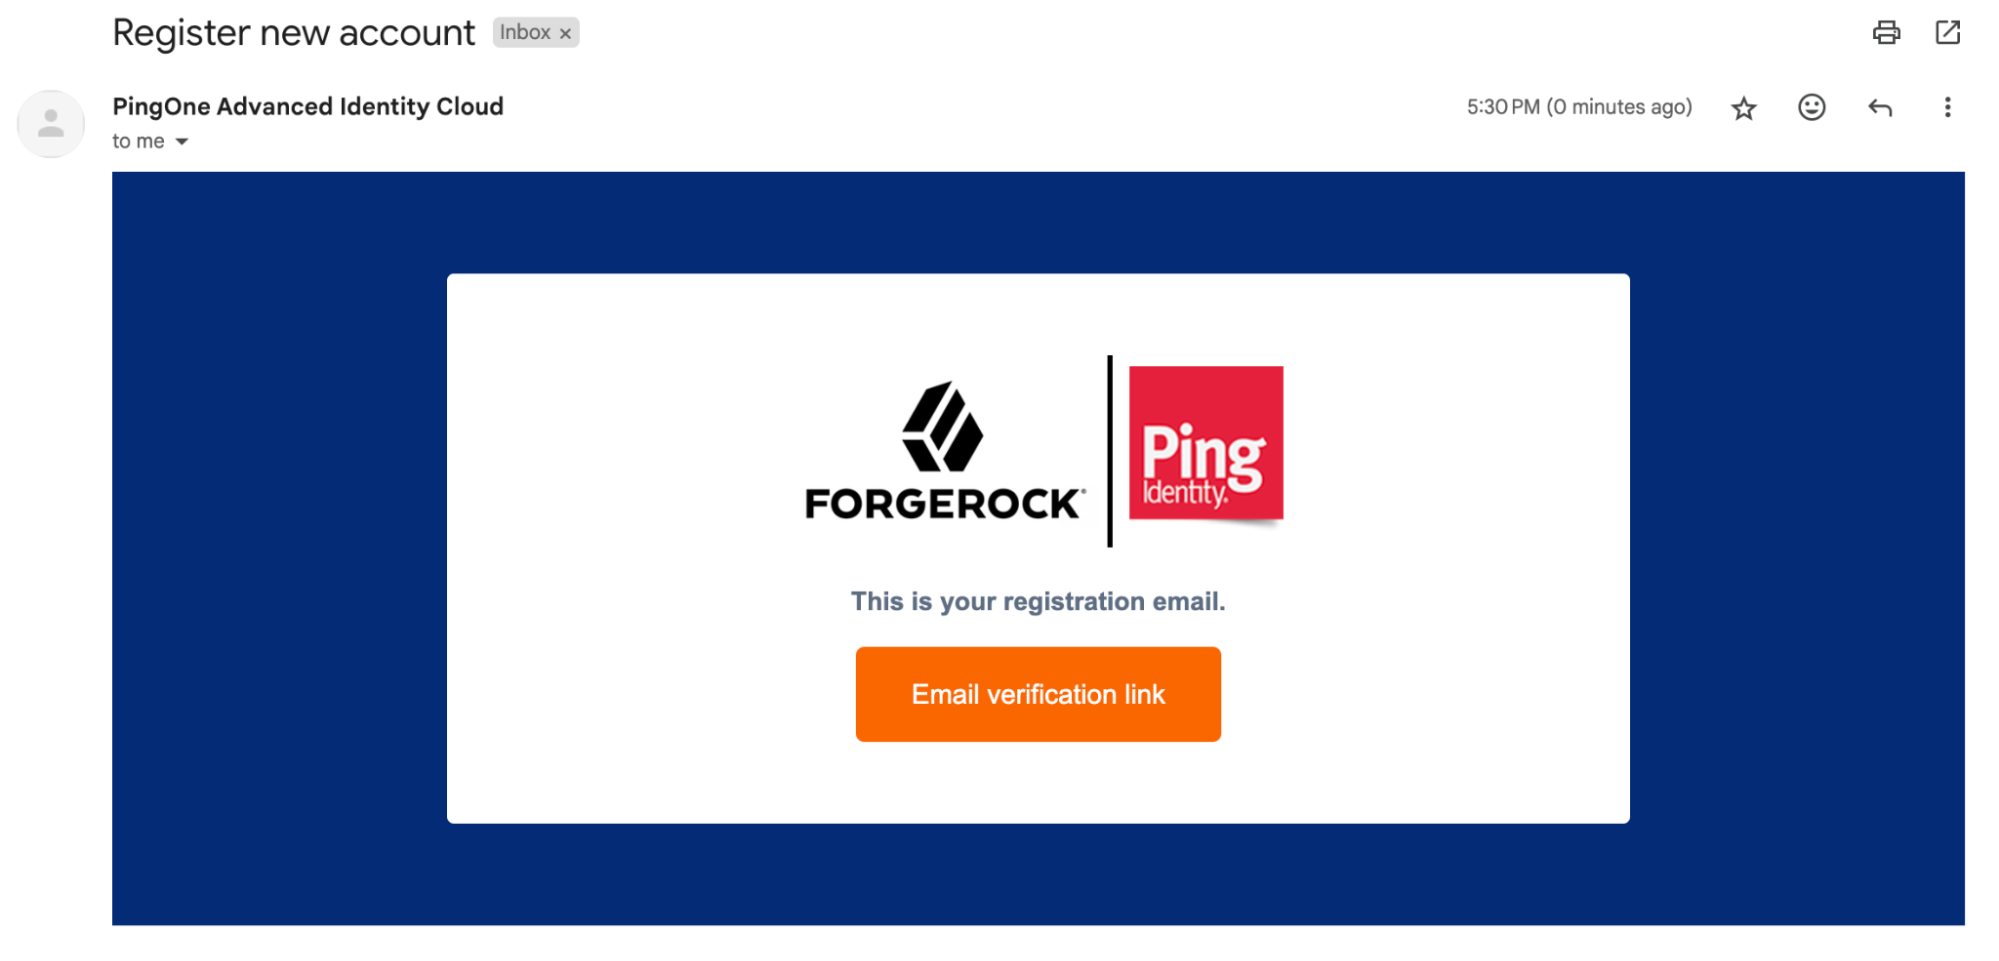 Register new account Inbox ×
PingOne Advanced Identity Cloud 5:30 PM (0 minutes ago)
to me
FORGEROCK®
Ping
Identity.
This is your registration email.
Email verification link